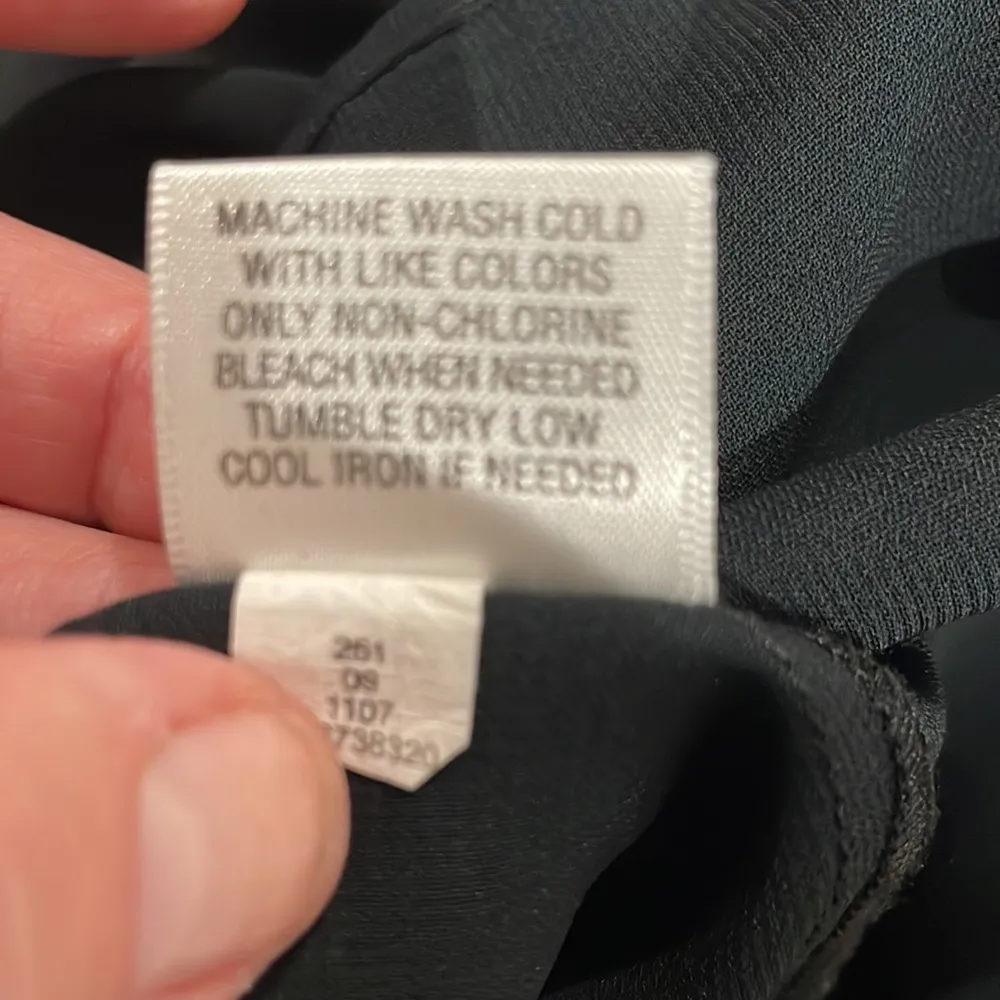 MACHINE WASH COLD
WITH LIKE COLORS
ONLY NON-CHLORINE
BLEACH WHEN NEEDED
TUMBLE DRY LOW
COOL IRON IF NEEDED
261
09
1107
738320